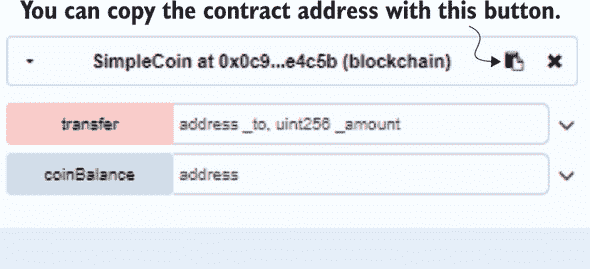 You can copy the contract address with this button.
SimpleCoin at 0x0c9...e4c5b (blockchain)
transfer address _to, uint256 _amount
coinBalance address